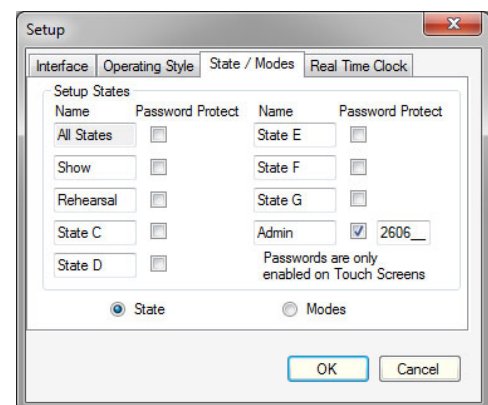 Setup
Interface Operating Style State / Modes Real Time Clock
Setup States
Name Password Protect Name Password Protect
All States State E
Show State F
Rehearsal State G
State C Admin 2606__
State D Passwords are only
enabled on Touch Screens
State Modes
OK Cancel